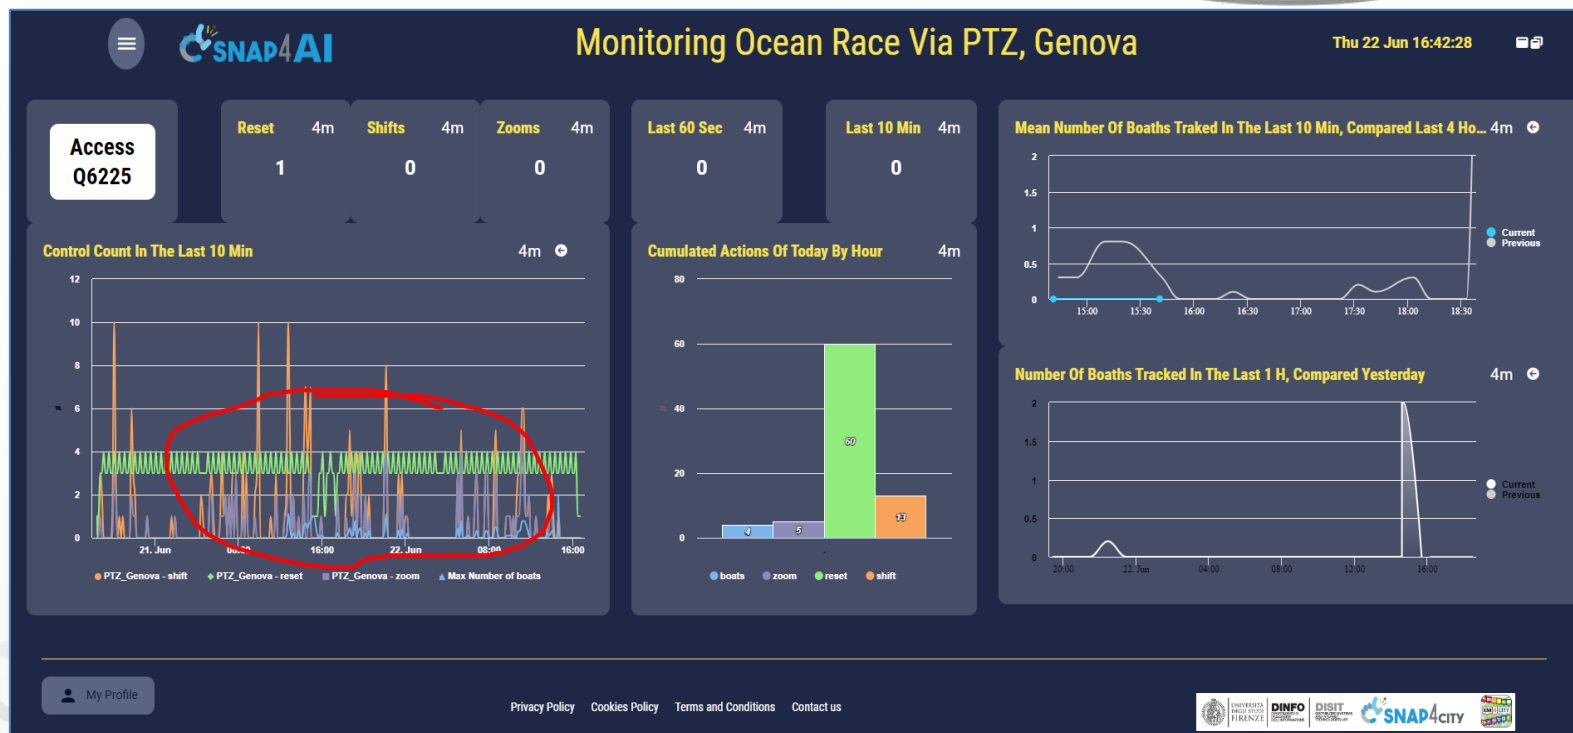 SNAP4AI
Monitoring Ocean Race Via PTZ, Genova
Thu 22 Jun 16:42:28
Access
Q6225
Reset 4m
1
Shifts 4m
0
Zooms 4m
0
Last 60 Sec 4m
0
Last 10 Min 4m
0
Mean Number Of Boaths Traked In The Last 10 Min, Compared Last 4 Ho... 4m
2
1.5
1
0.5
0
15:00 15:30 16:00 16:30 17:00 17:30 18:00 18:30
Current
Previous
Control Count In The Last 10 Min 4m
12
10
8
6
4
2
0
21. Jun 08:00 16:00 22. Jun 08:00 16:00
PTZ_Genova - shift PTZ_Genova - reset PTZ_Genova - zoom Max Number of boats
Cumulated Actions Of Today By Hour 4m
80
60
40
20
0
4 5 60 13
boats zoom reset shift
Number Of Boaths Tracked In The Last 1 H, Compared Yesterday 4m
2
1.5
1
0.5
0
20:00 22. Jun 04:00 08:00 12:00 16:00
Current
Previous
My Profile
Privacy Policy Cookies Policy Terms and Conditions Contact us
UNIVERSITÀ
DEGLI STUDI
FIRENZE
DINFO
DISIT
SNAP4CITY